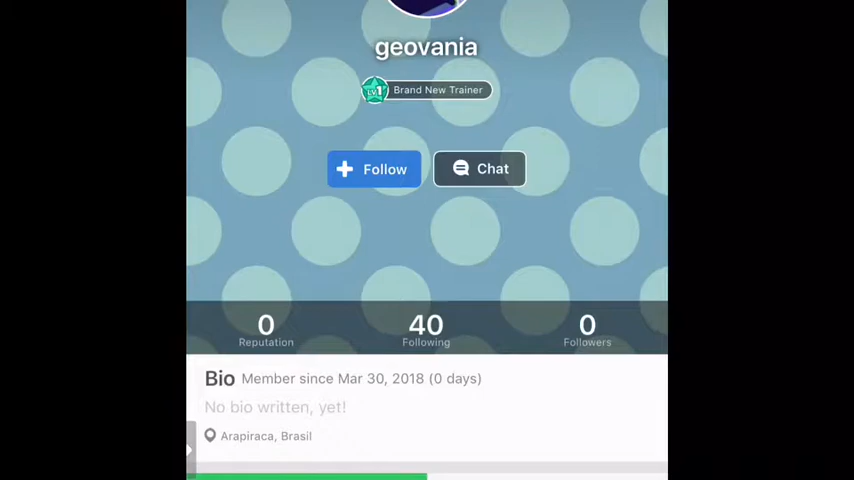 geovania
LV1 Brand New Trainer
Follow Chat
0 40 0
Reputation Following Followers
Bio Member since Mar 30, 2018 (0 days)
No bio written, yet!
Arapiraca, Brasil